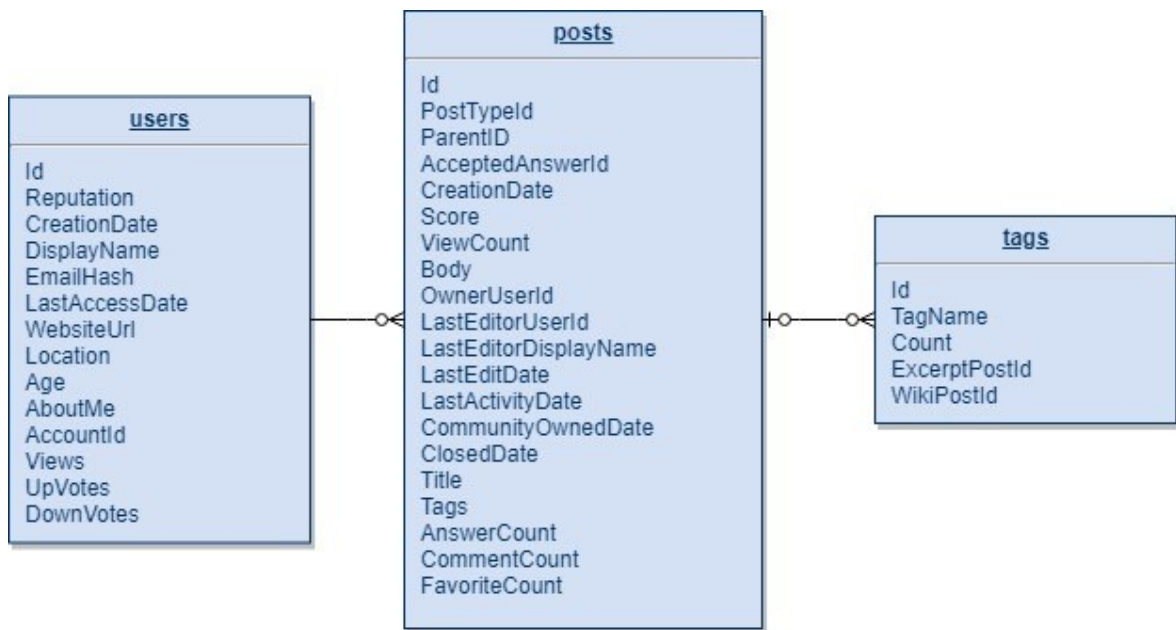 users
Id
Reputation
CreationDate
DisplayName
EmailHash
LastAccessDate
WebsiteUrl
Location
Age
AboutMe
AccountId
Views
UpVotes
DownVotes
posts
Id
PostTypeId
ParentID
AcceptedAnswerId
CreationDate
Score
ViewCount
Body
OwnerUserId
LastEditorUserId
LastEditorDisplayName
LastEditDate
LastActivityDate
CommunityOwnedDate
ClosedDate
Title
Tags
AnswerCount
CommentCount
FavoriteCount
tags
Id
TagName
Count
ExcerptPostId
WikiPostId